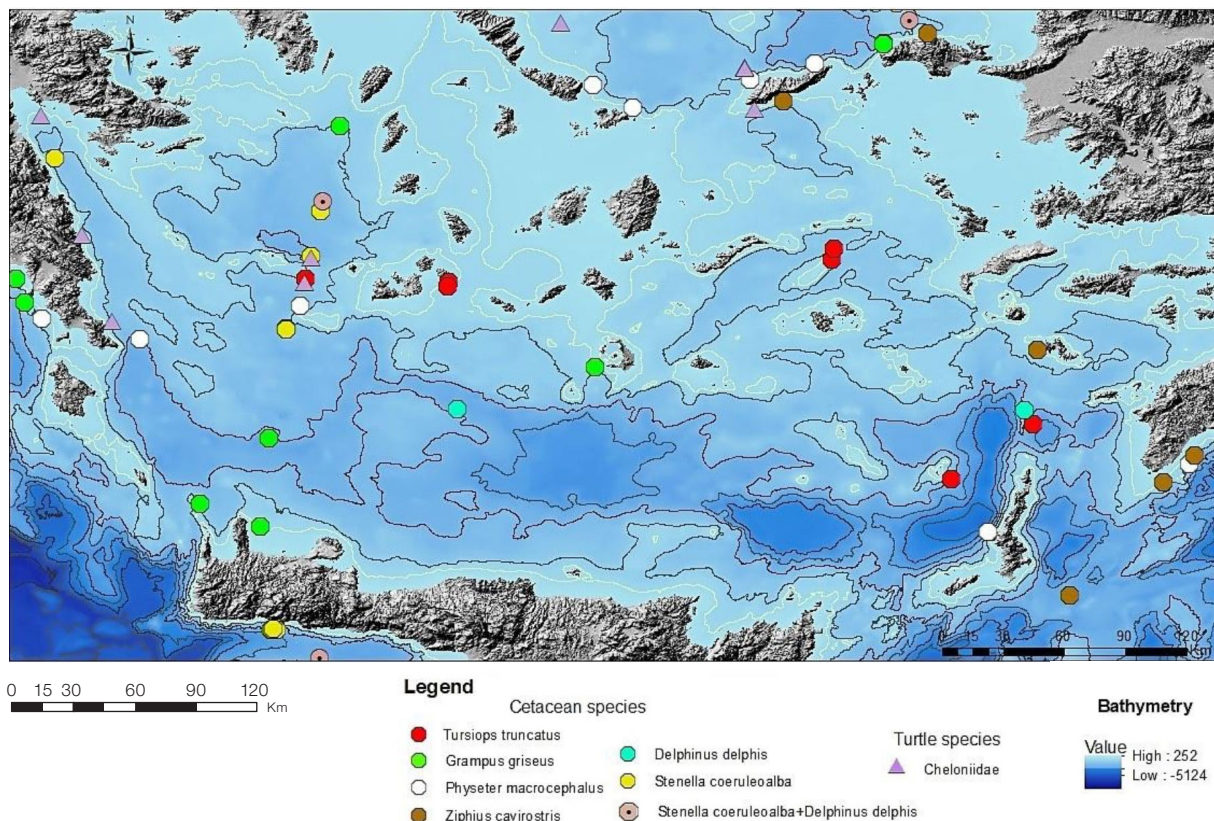 N
0 15 30 60 90 120
Km
0 15 30 60 90 120
Km
Legend
Cetacean species
Tursiops truncatus
Grampus griseus
Physeter macrocephalus
Ziphius cavirostris
Delphinus delphis
Stenella coeruleoalba
Stenella coeruleoalba+Delphinus delphis
Turtle species
Cheloniidae
Bathymetry
Value
High : 252
Low : -5124